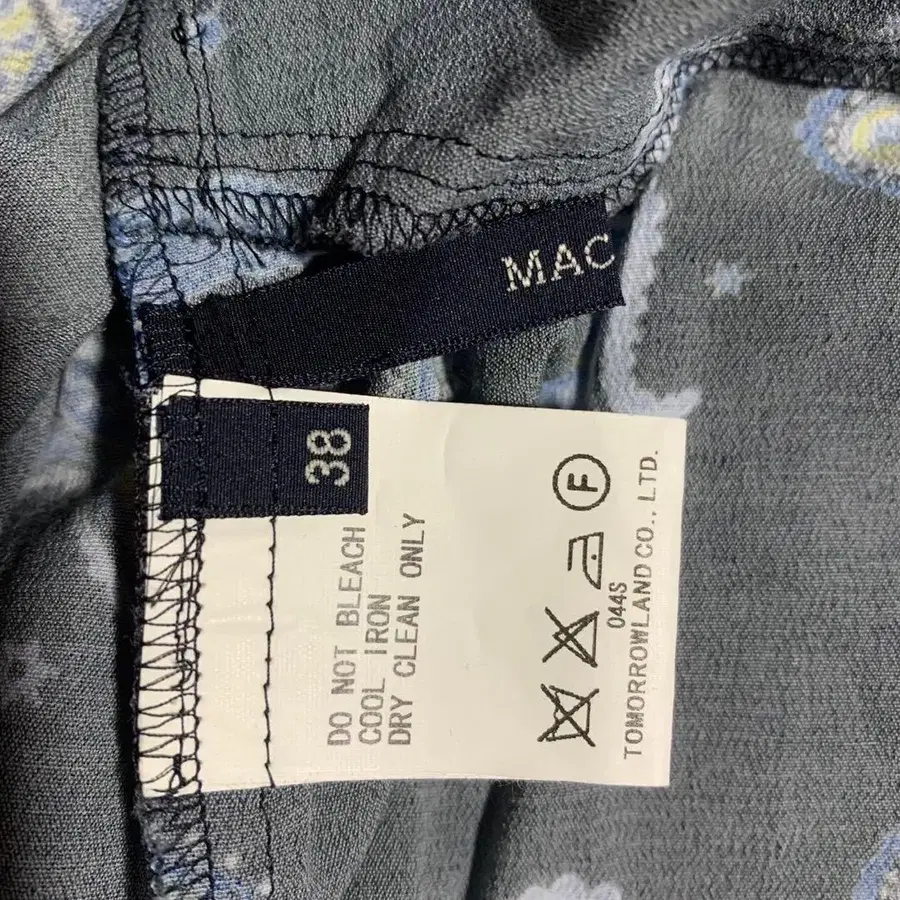 MAC
38
DO NOT BLEACH
COOL IRON
DRY CLEAN ONLY
F
044S
TOMORROWLAND CO., LTD.